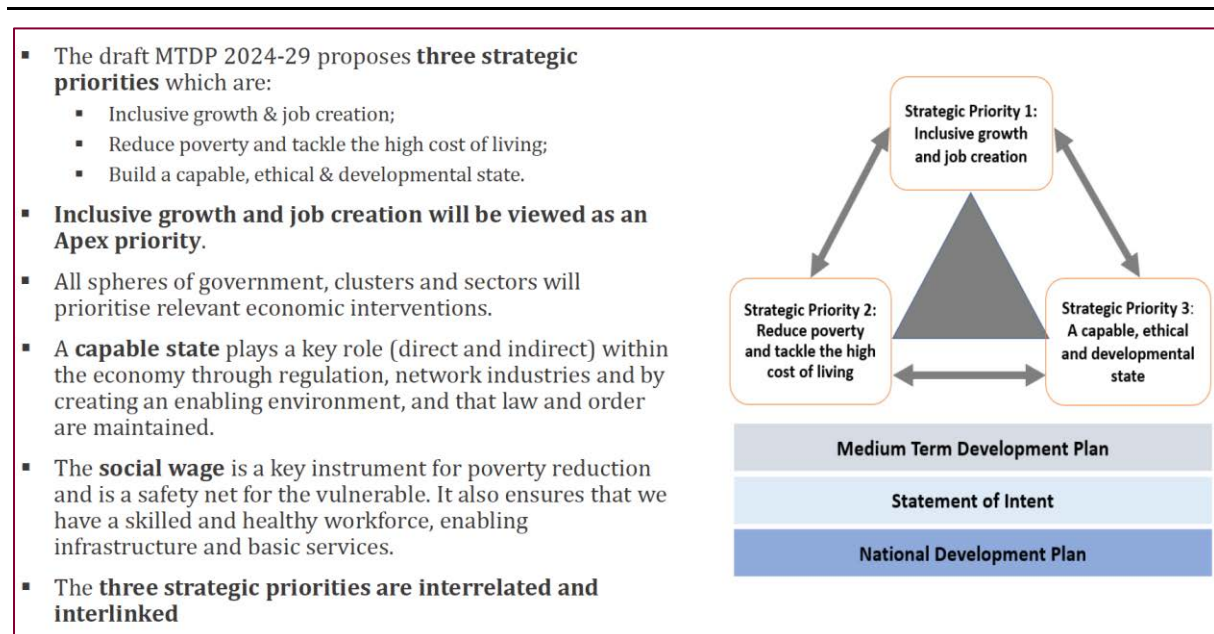 ▪ The draft MTDP 2024-29 proposes three strategic
priorities which are:
▪ Inclusive growth & job creation;
▪ Reduce poverty and tackle the high cost of living;
▪ Build a capable, ethical & developmental state.
▪ Inclusive growth and job creation will be viewed as an
Apex priority.
▪ All spheres of government, clusters and sectors will
prioritise relevant economic interventions.
▪ A capable state plays a key role (direct and indirect) within
the economy through regulation, network industries and by
creating an enabling environment, and that law and order
are maintained.
▪ The social wage is a key instrument for poverty reduction
and is a safety net for the vulnerable. It also ensures that we
have a skilled and healthy workforce, enabling
infrastructure and basic services.
▪ The three strategic priorities are interrelated and
interlinked
Strategic Priority 1:
Inclusive growth
and job creation
Strategic Priority 2:
Reduce poverty
and tackle the high
cost of living
Strategic Priority 3:
A capable, ethical
and developmental
state
Medium Term Development Plan
Statement of Intent
National Development Plan